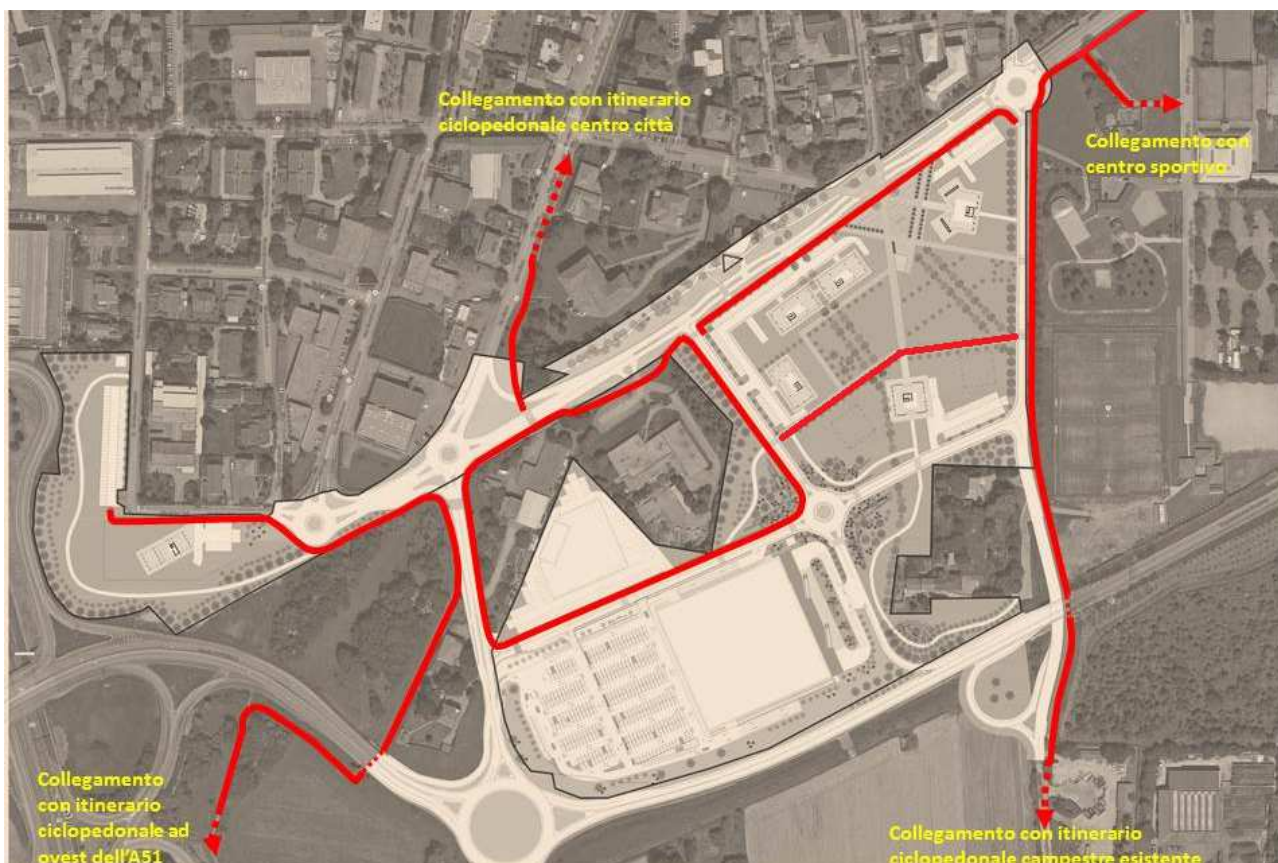 Collegamento con itinerario
ciclopedonale centro città
Collegamento con
centro sportivo
Collegamento
con itinerario
ciclopedonale ad
ovest dell'A51
Collegamento con itinerario
ciclopedonale campestre esistente